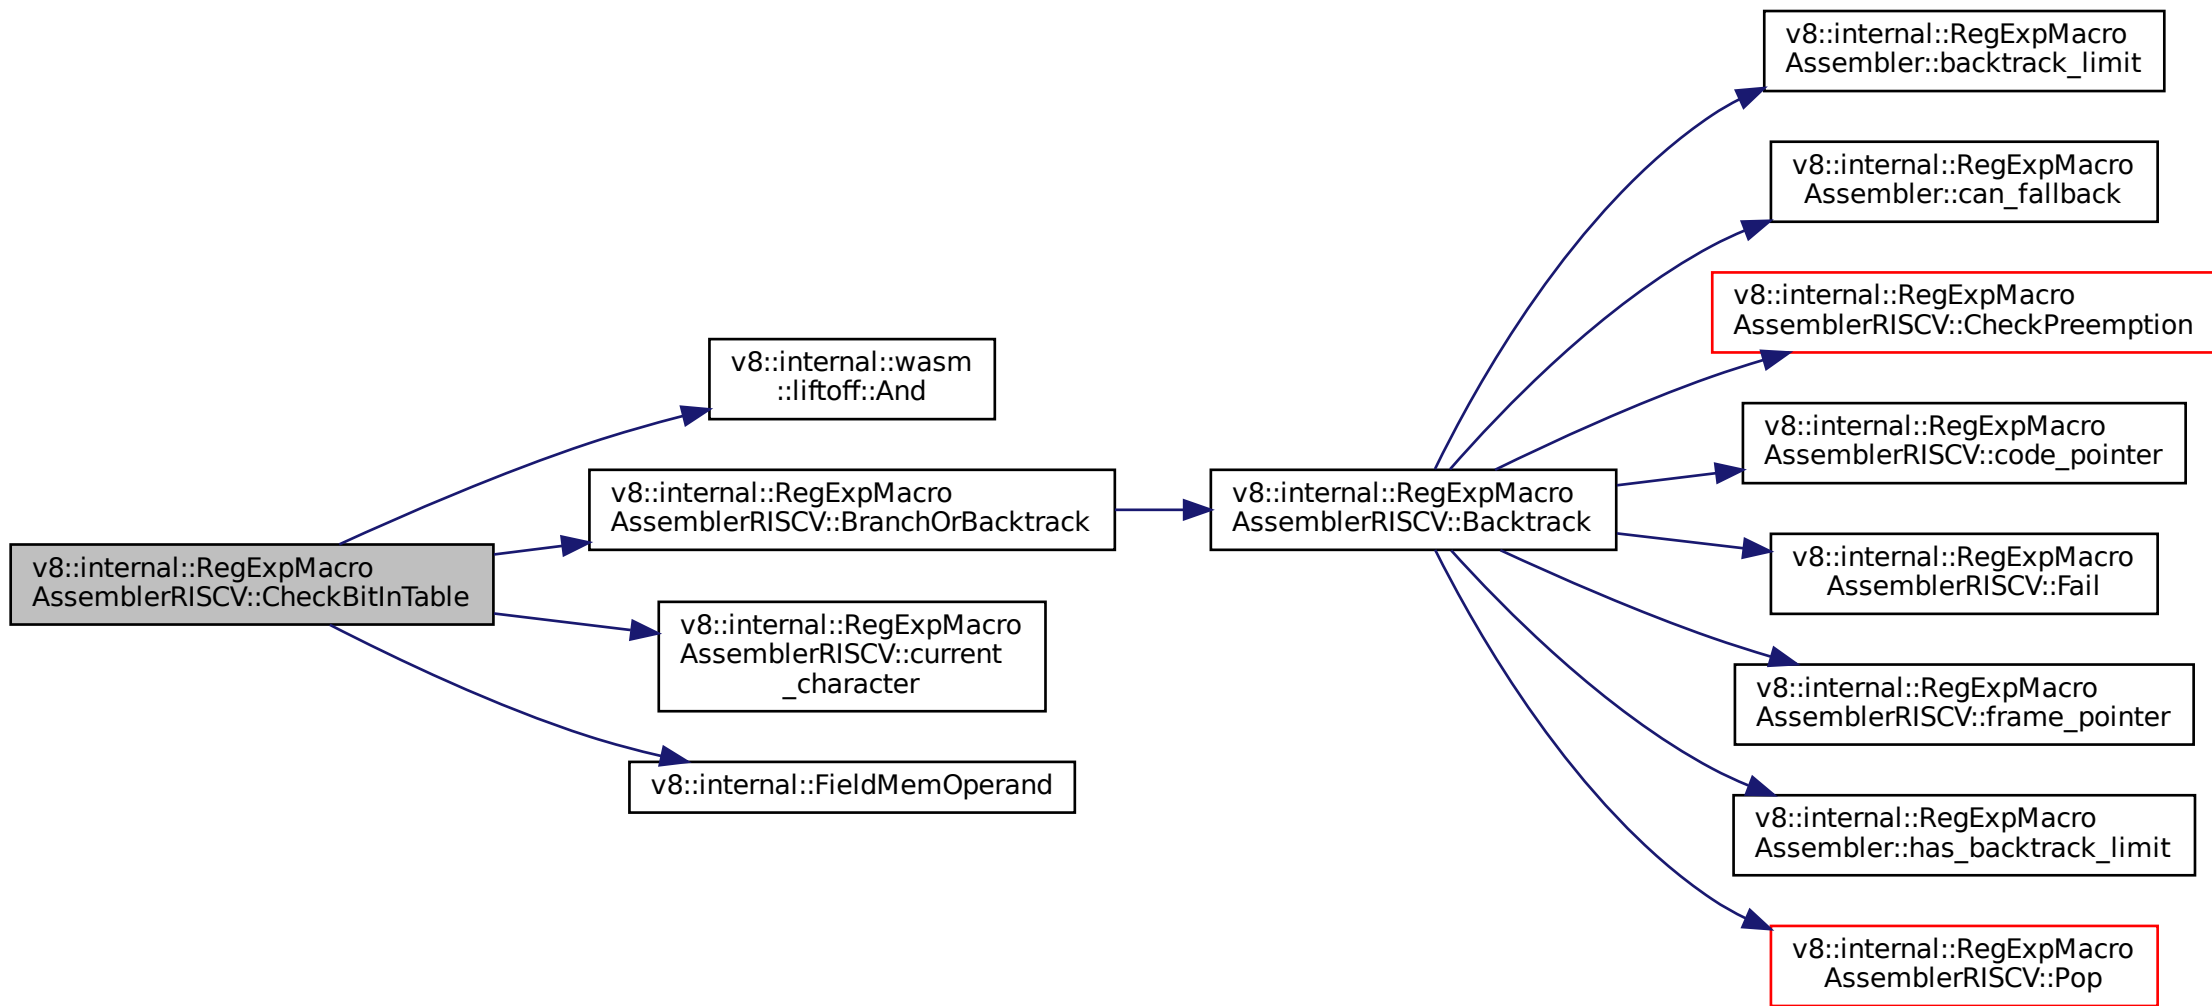 v8::internal::RegExpMacro
AssemblerRISCV::CheckBitInTable
v8::internal::wasm
::liftoff::And
v8::internal::RegExpMacro
AssemblerRISCV::BranchOrBacktrack
v8::internal::RegExpMacro
AssemblerRISCV::current
_character
v8::internal::FieldMemOperand
v8::internal::RegExpMacro
AssemblerRISCV::Backtrack
v8::internal::RegExpMacro
Assembler::backtrack_limit
v8::internal::RegExpMacro
Assembler::can_fallback
v8::internal::RegExpMacro
AssemblerRISCV::CheckPreemption
v8::internal::RegExpMacro
AssemblerRISCV::code_pointer
v8::internal::RegExpMacro
AssemblerRISCV::Fail
v8::internal::RegExpMacro
AssemblerRISCV::frame_pointer
v8::internal::RegExpMacro
Assembler::has_backtrack_limit
v8::internal::RegExpMacro
AssemblerRISCV::Pop